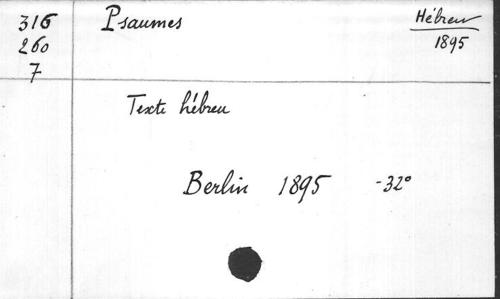 316 Psaumes Hébreu
260 1895
7
Texte hébreu
Berlin 1895 -32°